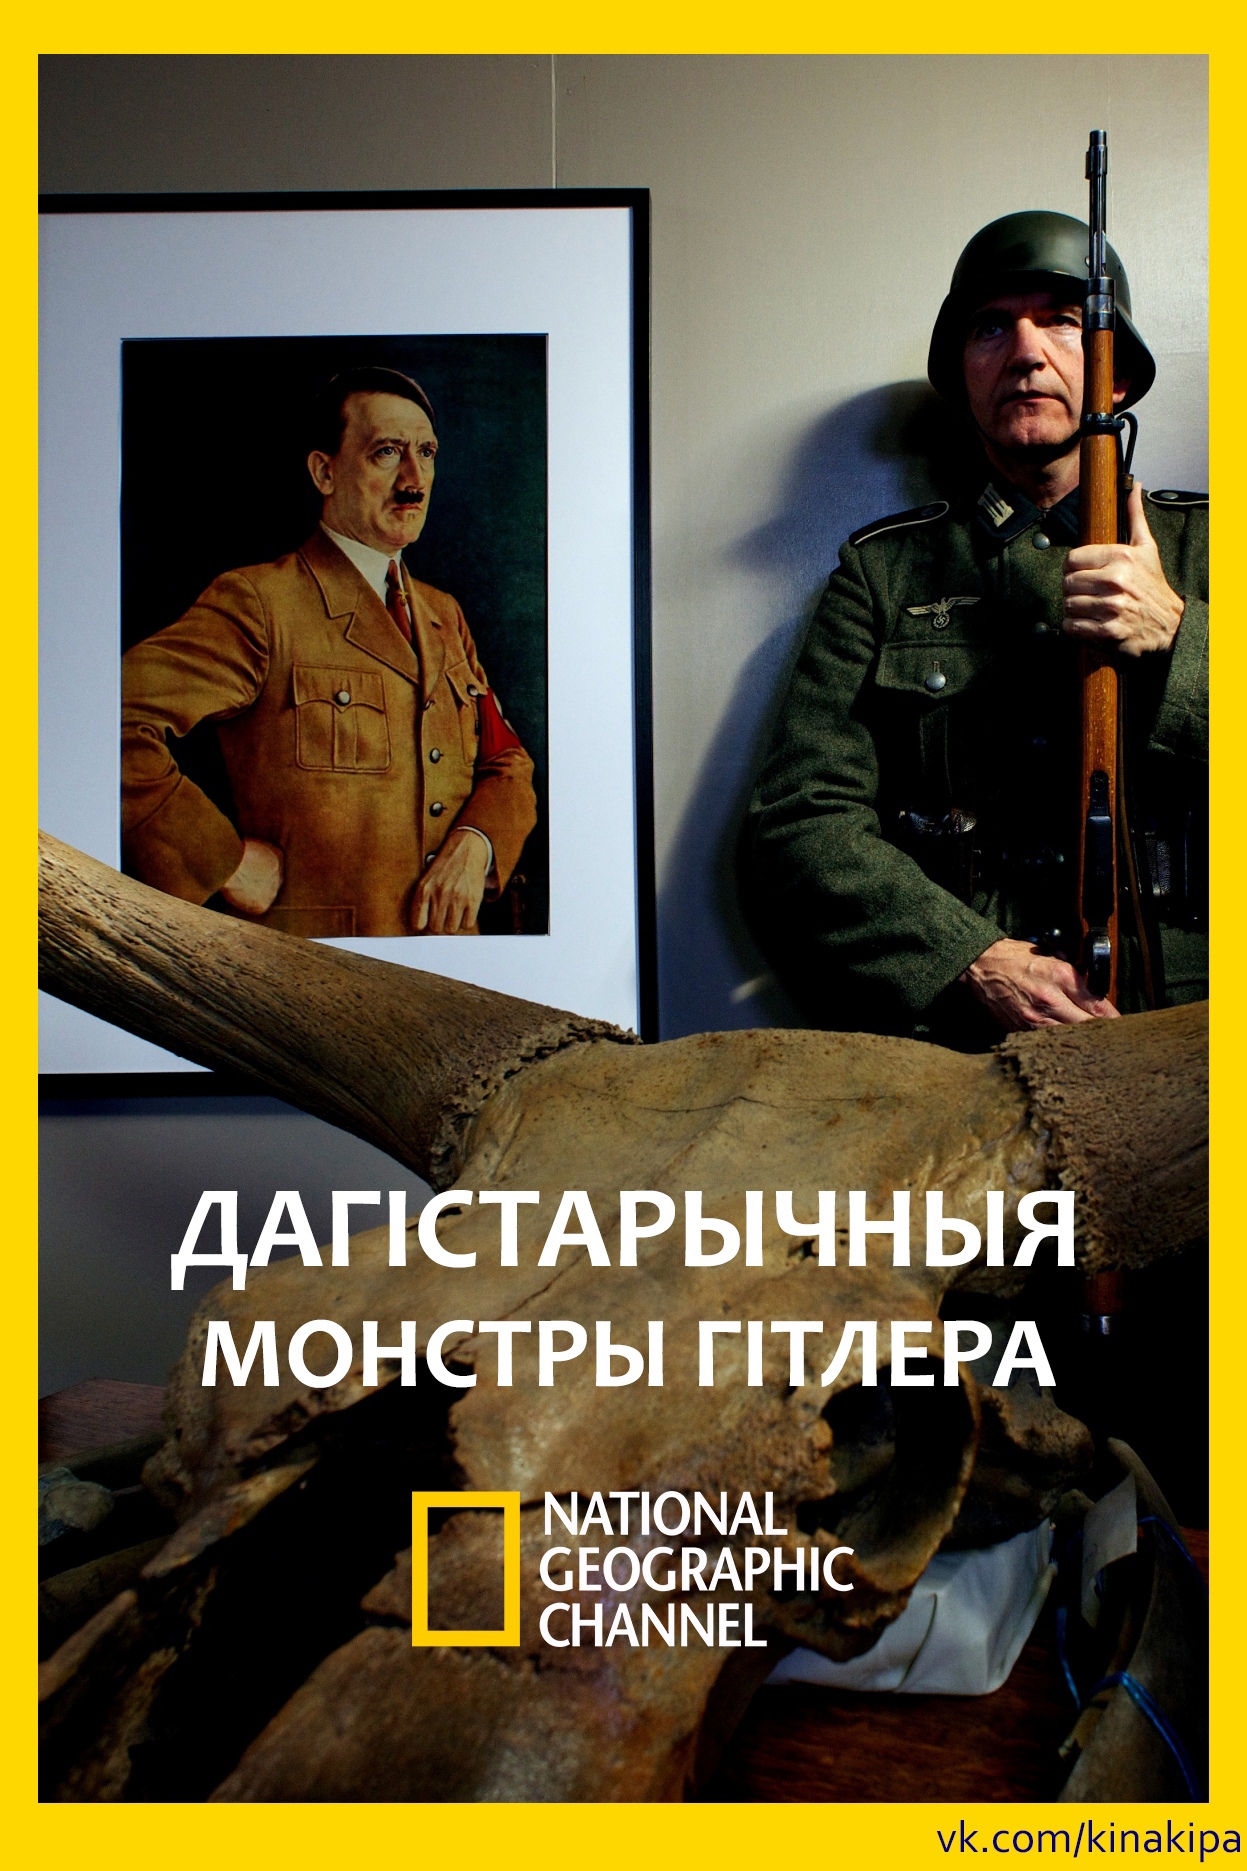 ДАГІСТАРЫЧНЫЯ
МОНСТРЫ ГІТЛЕРА
NATIONAL
GEOGRAPHIC
CHANNEL
vk.com/kinakipa